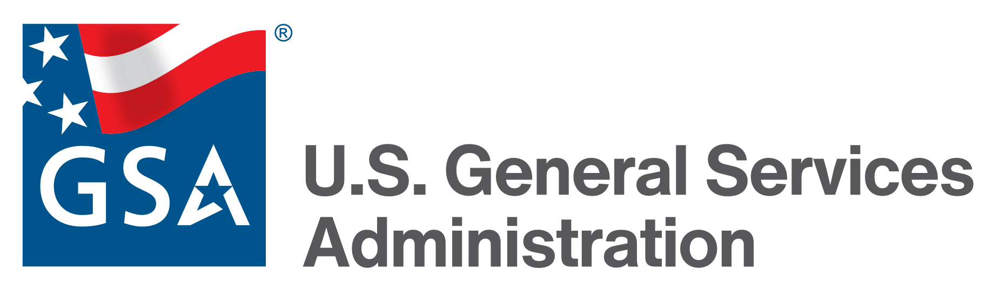 ®
GSA
U.S. General Services
Administration